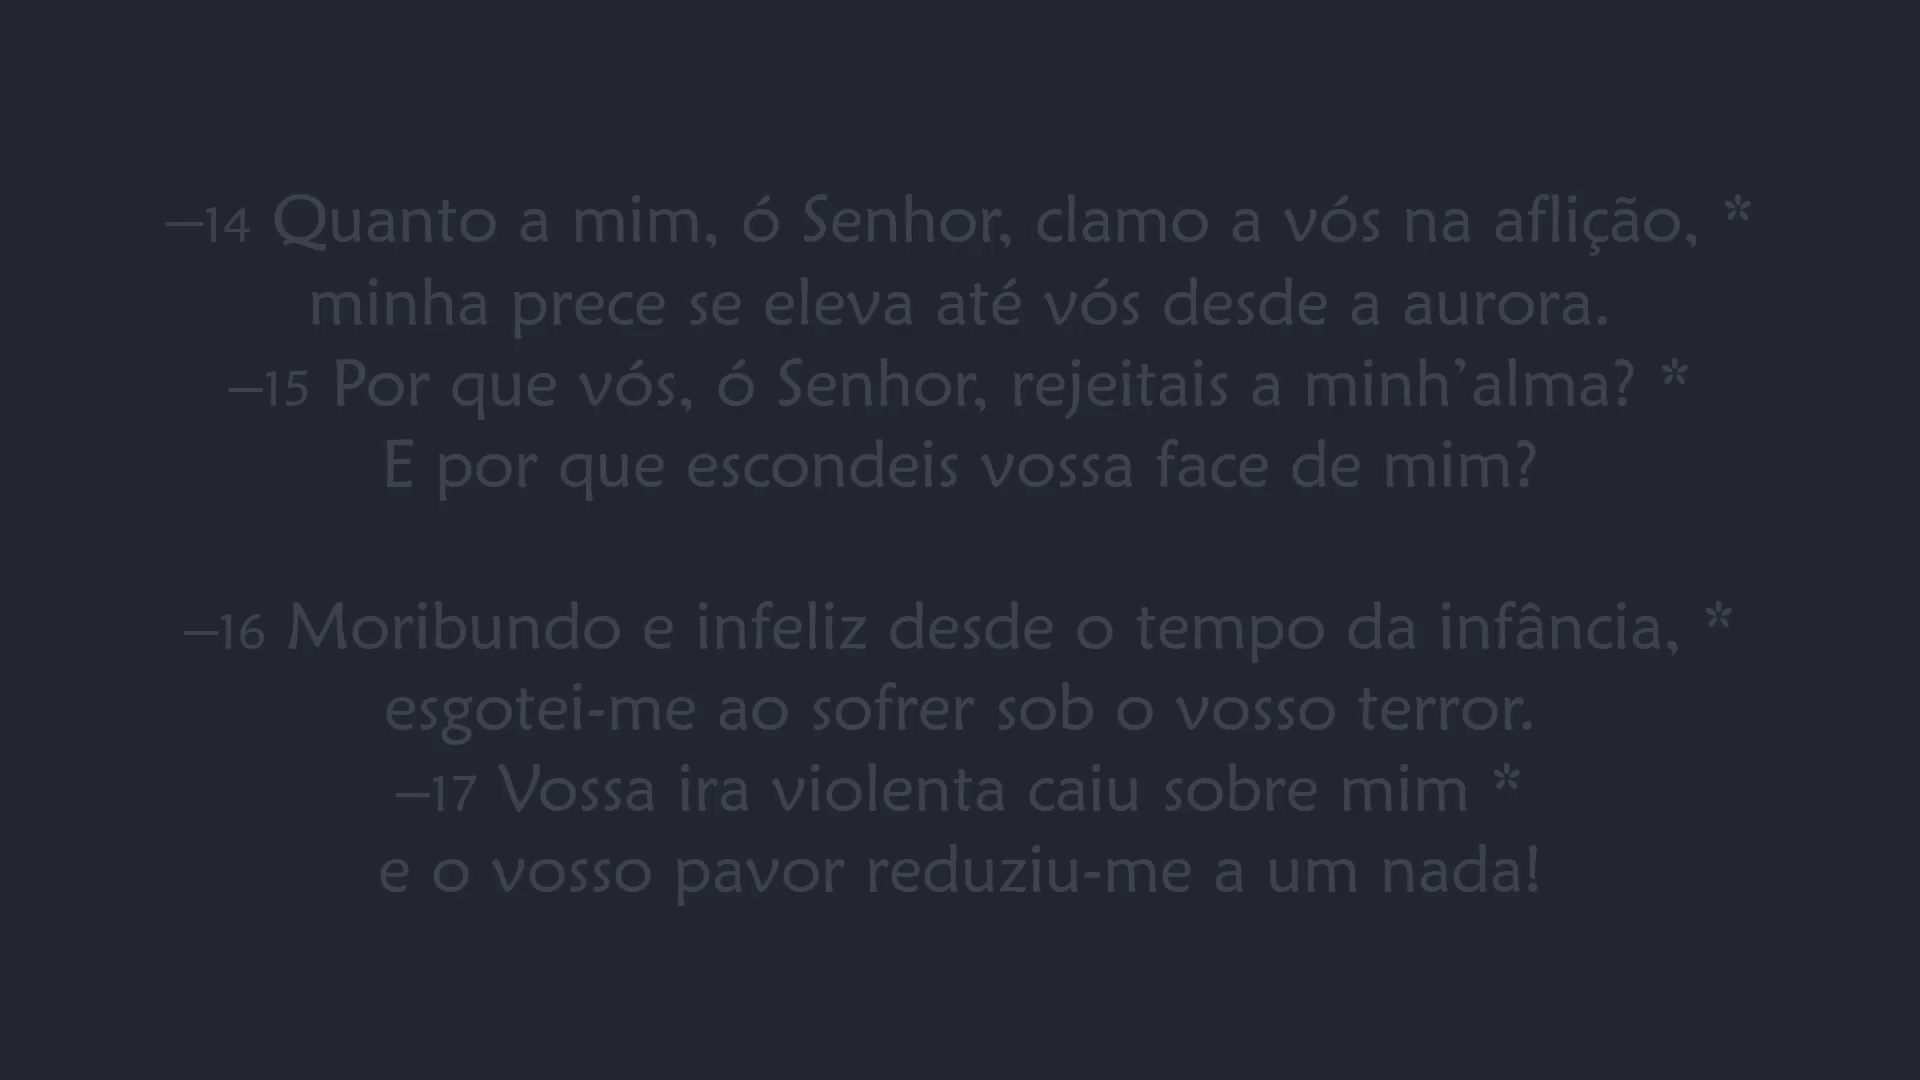 –14 Quanto a mim, ó Senhor, clamo a vós na aflição, *
minha prece se eleva até vós desde a aurora.
–15 Por que vós, ó Senhor, rejeitais a minh’alma? *
E por que escondeis vossa face de mim?
–16 Moribundo e infeliz desde o tempo da infância, *
esgotei-me ao sofrer sob o vosso terror.
–17 Vossa ira violenta caiu sobre mim *
e o vosso pavor reduziu-me a um nada!